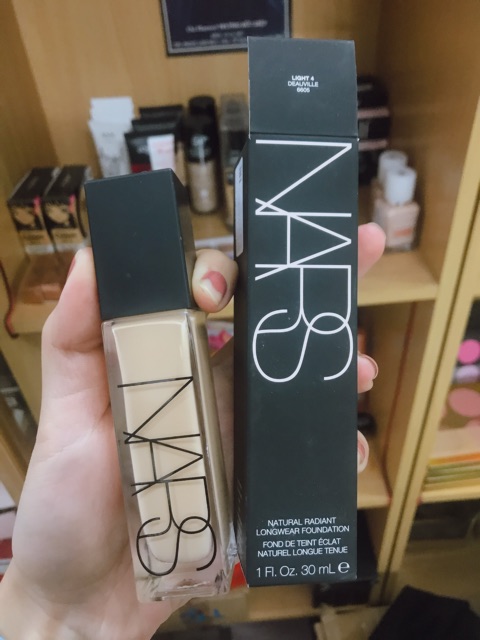 LIGHT 4
DEAUVILLE
6605
NARS
NATURAL RADIANT
LONGWEAR FOUNDATION
FOND DE TEINT ÉCLAT
NATUREL LONGUE TENUE
1 Fl. Oz. 30 mL ℮
NARS